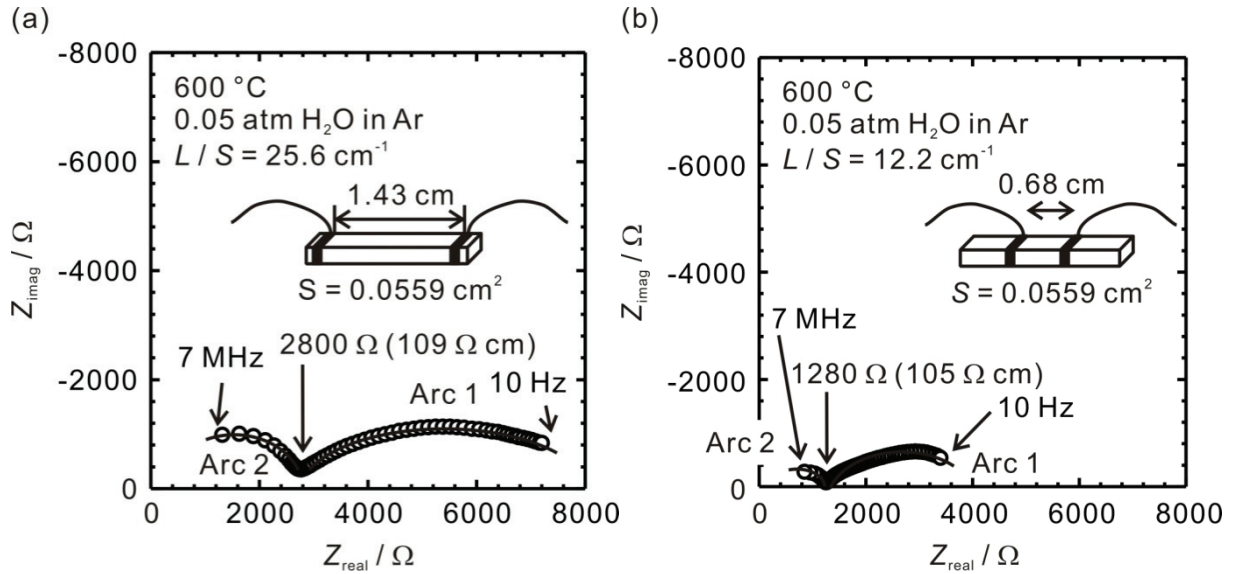 (a)
-8000
-6000
-4000
-2000
0
Z_imag / Ω
600 °C
0.05 atm H₂O in Ar
L / S = 25.6 cm⁻¹
1.43 cm
S = 0.0559 cm²
2800 Ω (109 Ω cm)
7 MHz
Arc 1
10 Hz
Arc 2
0 2000 4000 6000 8000
Z_real / Ω
(b)
-8000
-6000
-4000
-2000
0
Z_imag / Ω
600 °C
0.05 atm H₂O in Ar
L / S = 12.2 cm⁻¹
0.68 cm
S = 0.0559 cm²
7 MHz
1280 Ω (105 Ω cm)
10 Hz
Arc 2
Arc 1
0 2000 4000 6000 8000
Z_real / Ω